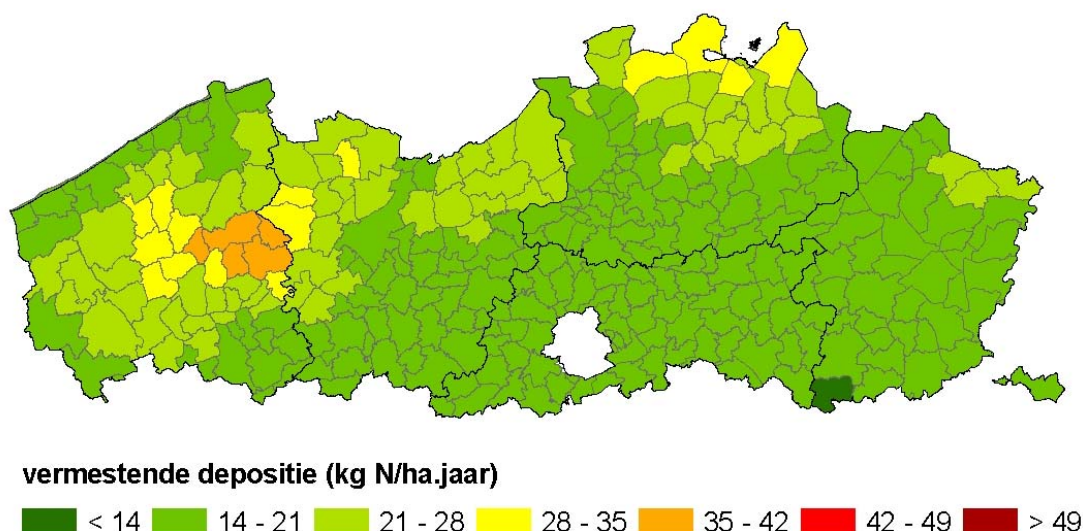 vermestende depositie (kg N/ha.jaar)
< 14 14 - 21 21 - 28 28 - 35 35 - 42 42 - 49 > 49